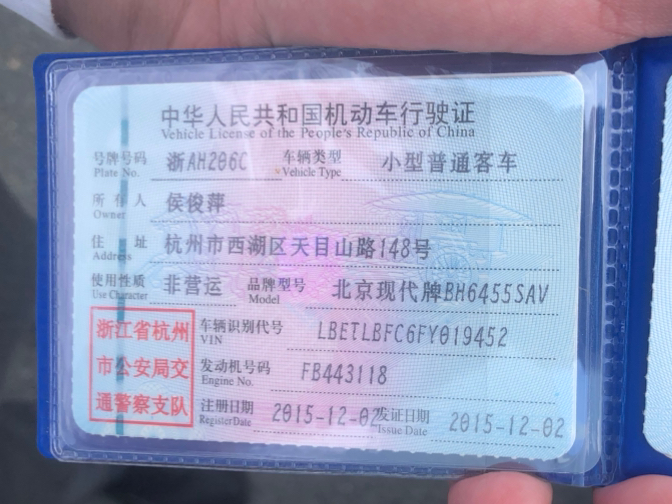 中华人民共和国机动车行驶证
Vehicle License of the People's Republic of China
号牌号码 浙AH206C 车辆类型 小型普通客车
Plate No. Vehicle Type
所有人 侯俊萍
Owner
住址 杭州市西湖区天目山路148号
Address
使用性质 非营运 品牌型号 北京现代牌BH6455SAV
Use Character Model
浙江省杭州
市公安局交
通警察支队
车辆识别代号 LBETLBFC6FY019452
VIN
发动机号码 FB443118
Engine No.
注册日期 2015-12-02 发证日期 2015-12-02
RegisterDate Issue Date